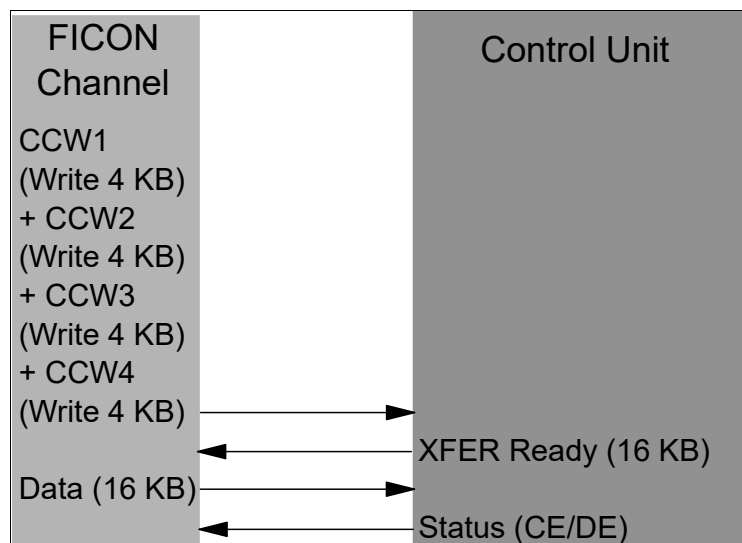 FICON
Channel
Control Unit
CCW1
(Write 4 KB)
+ CCW2
(Write 4 KB)
+ CCW3
(Write 4 KB)
+ CCW4
(Write 4 KB)
XFER Ready (16 KB)
Data (16 KB)
Status (CE/DE)